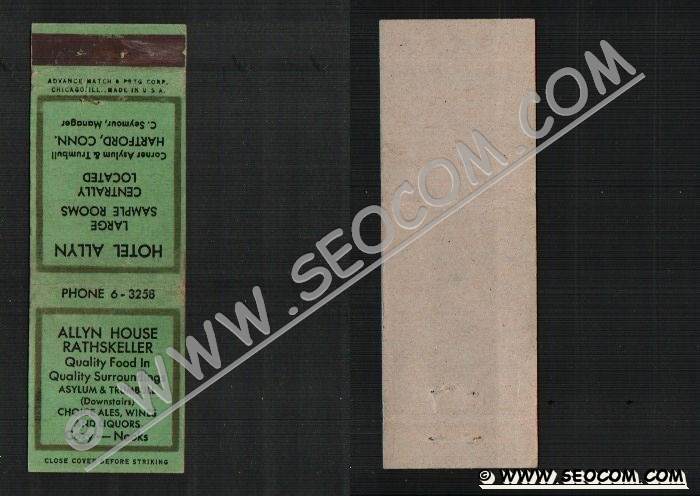 ADVANCE MATCH & PRTG CORP.
CHICAGO, ILL., MADE IN U.S.A.
HOTEL ALLYN
LARGE
SAMPLE ROOMS
CENTRALLY
LOCATED
Corner Asylum & Trumbull
HARTFORD, CONN.
C. Seymour, Manager
PHONE 6-3258
ALLYN HOUSE
RATHSKELLER
Quality Food In
Quality Surroundings
ASYLUM & TRUMBULL
(Downstairs)
CHOICE ALES, WINES
AND LIQUORS
Nooks
CLOSE COVER BEFORE STRIKING
© WWW.SEOCOM.COM
© WWW.SEOCOM.COM